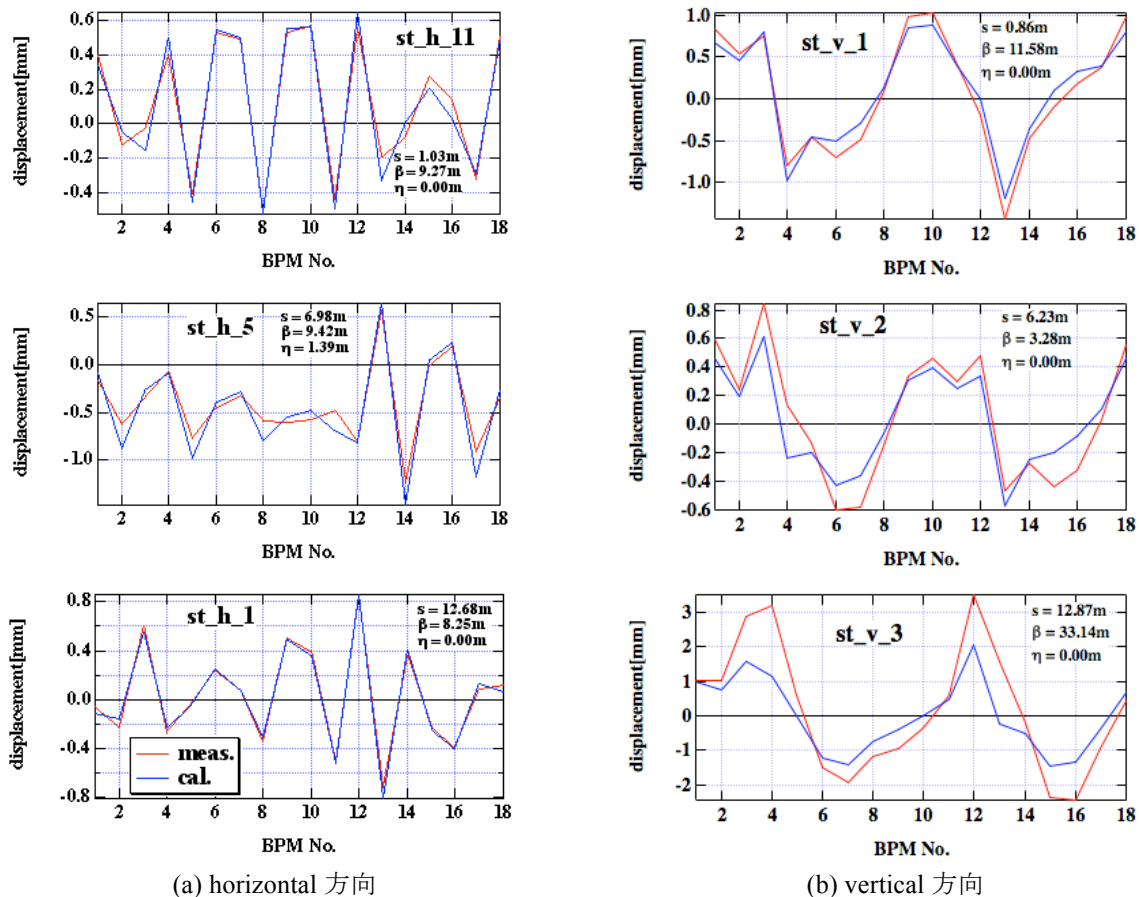 0.6
0.4
0.2
0.0
-0.2
-0.4
displacement[mm]
st_h_11
s = 1.03m
β = 9.27m
η = 0.00m
2 4 6 8 10 12 14 16 18
BPM No.
0.5
0.0
-0.5
-1.0
displacement[mm]
st_h_5
s = 6.98m
β = 9.42m
η = 1.39m
2 4 6 8 10 12 14 16 18
BPM No.
0.8
0.4
0.0
-0.4
-0.8
displacement[mm]
st_h_1
s = 12.68m
β = 8.25m
η = 0.00m
meas.
cal.
2 4 6 8 10 12 14 16 18
BPM No.
(a) horizontal 方向
1.0
0.5
0.0
-0.5
-1.0
displacement[mm]
st_v_1
s = 0.86m
β = 11.58m
η = 0.00m
2 4 6 8 10 12 14 16 18
BPM No.
0.8
0.6
0.4
0.2
0.0
-0.2
-0.4
-0.6
displacement[mm]
st_v_2
s = 6.23m
β = 3.28m
η = 0.00m
2 4 6 8 10 12 14 16 18
BPM No.
3
2
1
0
-1
-2
displacement[mm]
st_v_3
s = 12.87m
β = 33.14m
η = 0.00m
2 4 6 8 10 12 14 16 18
BPM No.
(b) vertical 方向